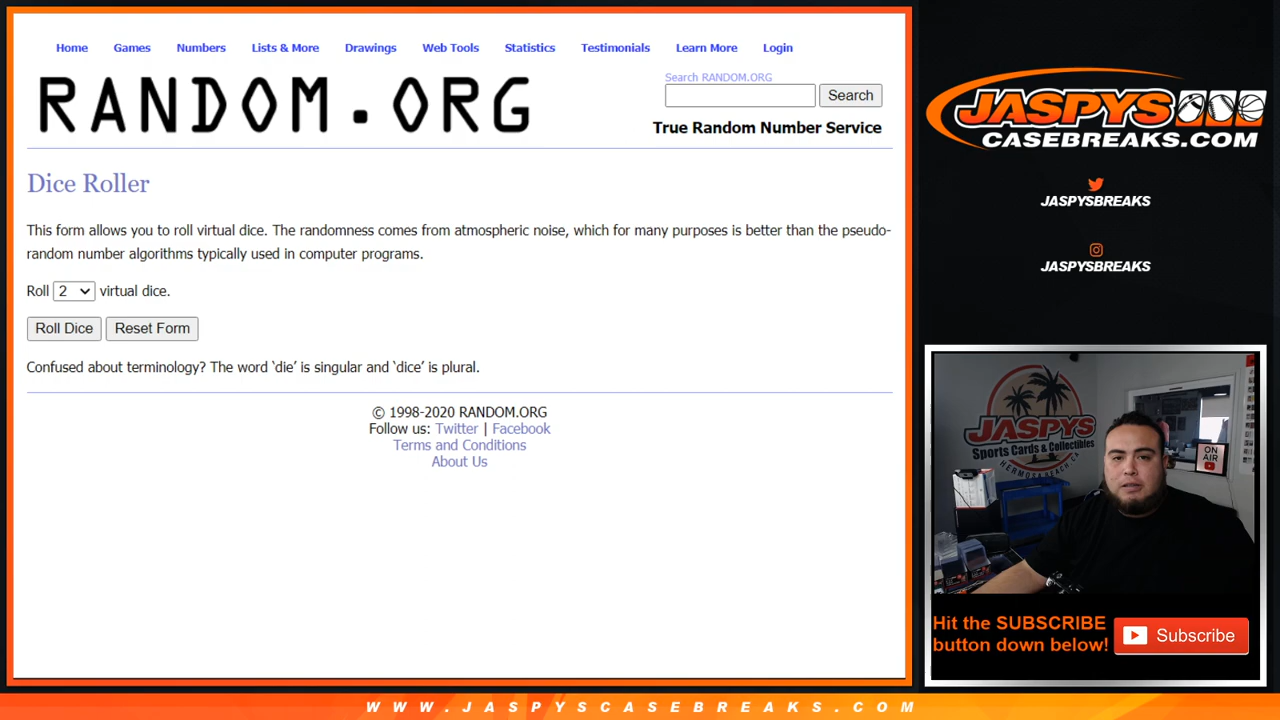 Home Games Numbers Lists & More Drawings Web Tools Statistics Testimonials Learn More Login
RANDOM.ORG
Search RANDOM.ORG
Search
True Random Number Service
Dice Roller
This form allows you to roll virtual dice. The randomness comes from atmospheric noise, which for many purposes is better than the pseudo-
random number algorithms typically used in computer programs.
Roll 2 virtual dice.
Roll Dice Reset Form
Confused about terminology? The word ‘die’ is singular and ‘dice’ is plural.
© 1998-2020 RANDOM.ORG
Follow us: Twitter | Facebook
Terms and Conditions
About Us
JASPYS
CASEBREAKS.COM
JASPYSBREAKS
JASPYSBREAKS
JASPYS
Sports Cards & Collectibles
HERMOSA BEACH, CA
ON AIR
Hit the SUBSCRIBE
button down below!
Subscribe
WWW.JASPYSCASEBREAKS.COM